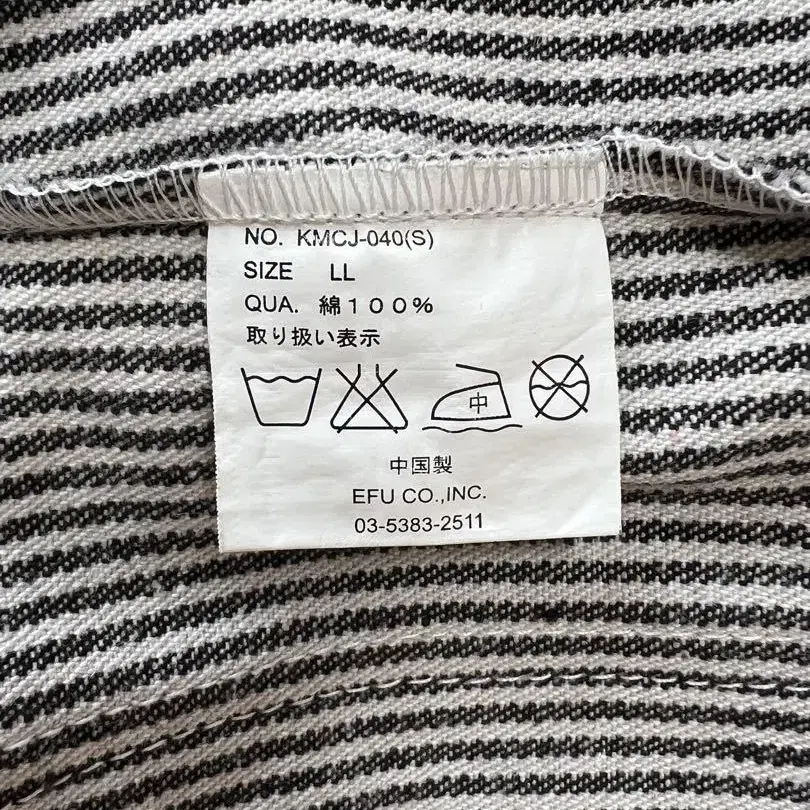 NO. KMCJ-040(S)
SIZE LL
QUA. 綿１００％
取り扱い表示
中
中国製
EFU CO.,INC.
03-5383-2511